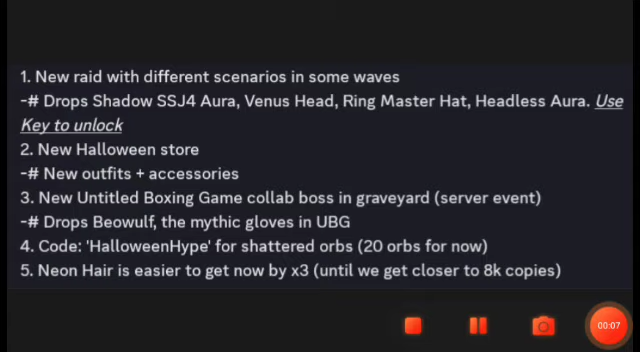 1. New raid with different scenarios in some waves
-# Drops Shadow SSJ4 Aura, Venus Head, Ring Master Hat, Headless Aura. Use
Key to unlock
2. New Halloween store
-# New outfits + accessories
3. New Untitled Boxing Game collab boss in graveyard (server event)
-# Drops Beowulf, the mythic gloves in UBG
4. Code: 'HalloweenHype' for shattered orbs (20 orbs for now)
5. Neon Hair is easier to get now by x3 (until we get closer to 8k copies)
00:07